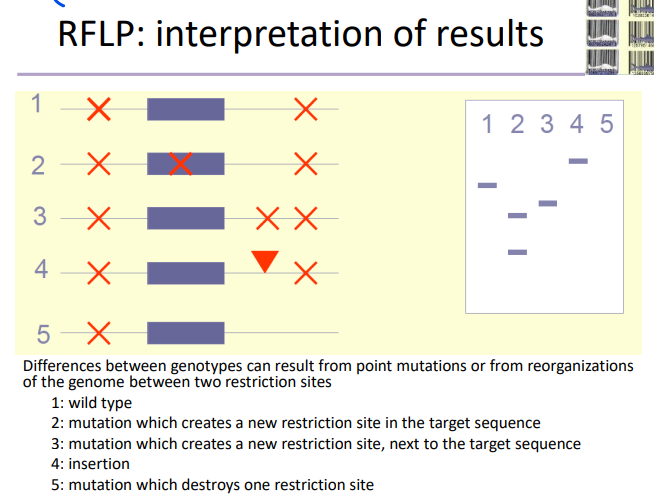 RFLP: interpretation of results
1
2
3
4
5
1 2 3 4 5
Differences between genotypes can result from point mutations or from reorganizations
of the genome between two restriction sites
1: wild type
2: mutation which creates a new restriction site in the target sequence
3: mutation which creates a new restriction site, next to the target sequence
4: insertion
5: mutation which destroys one restriction site